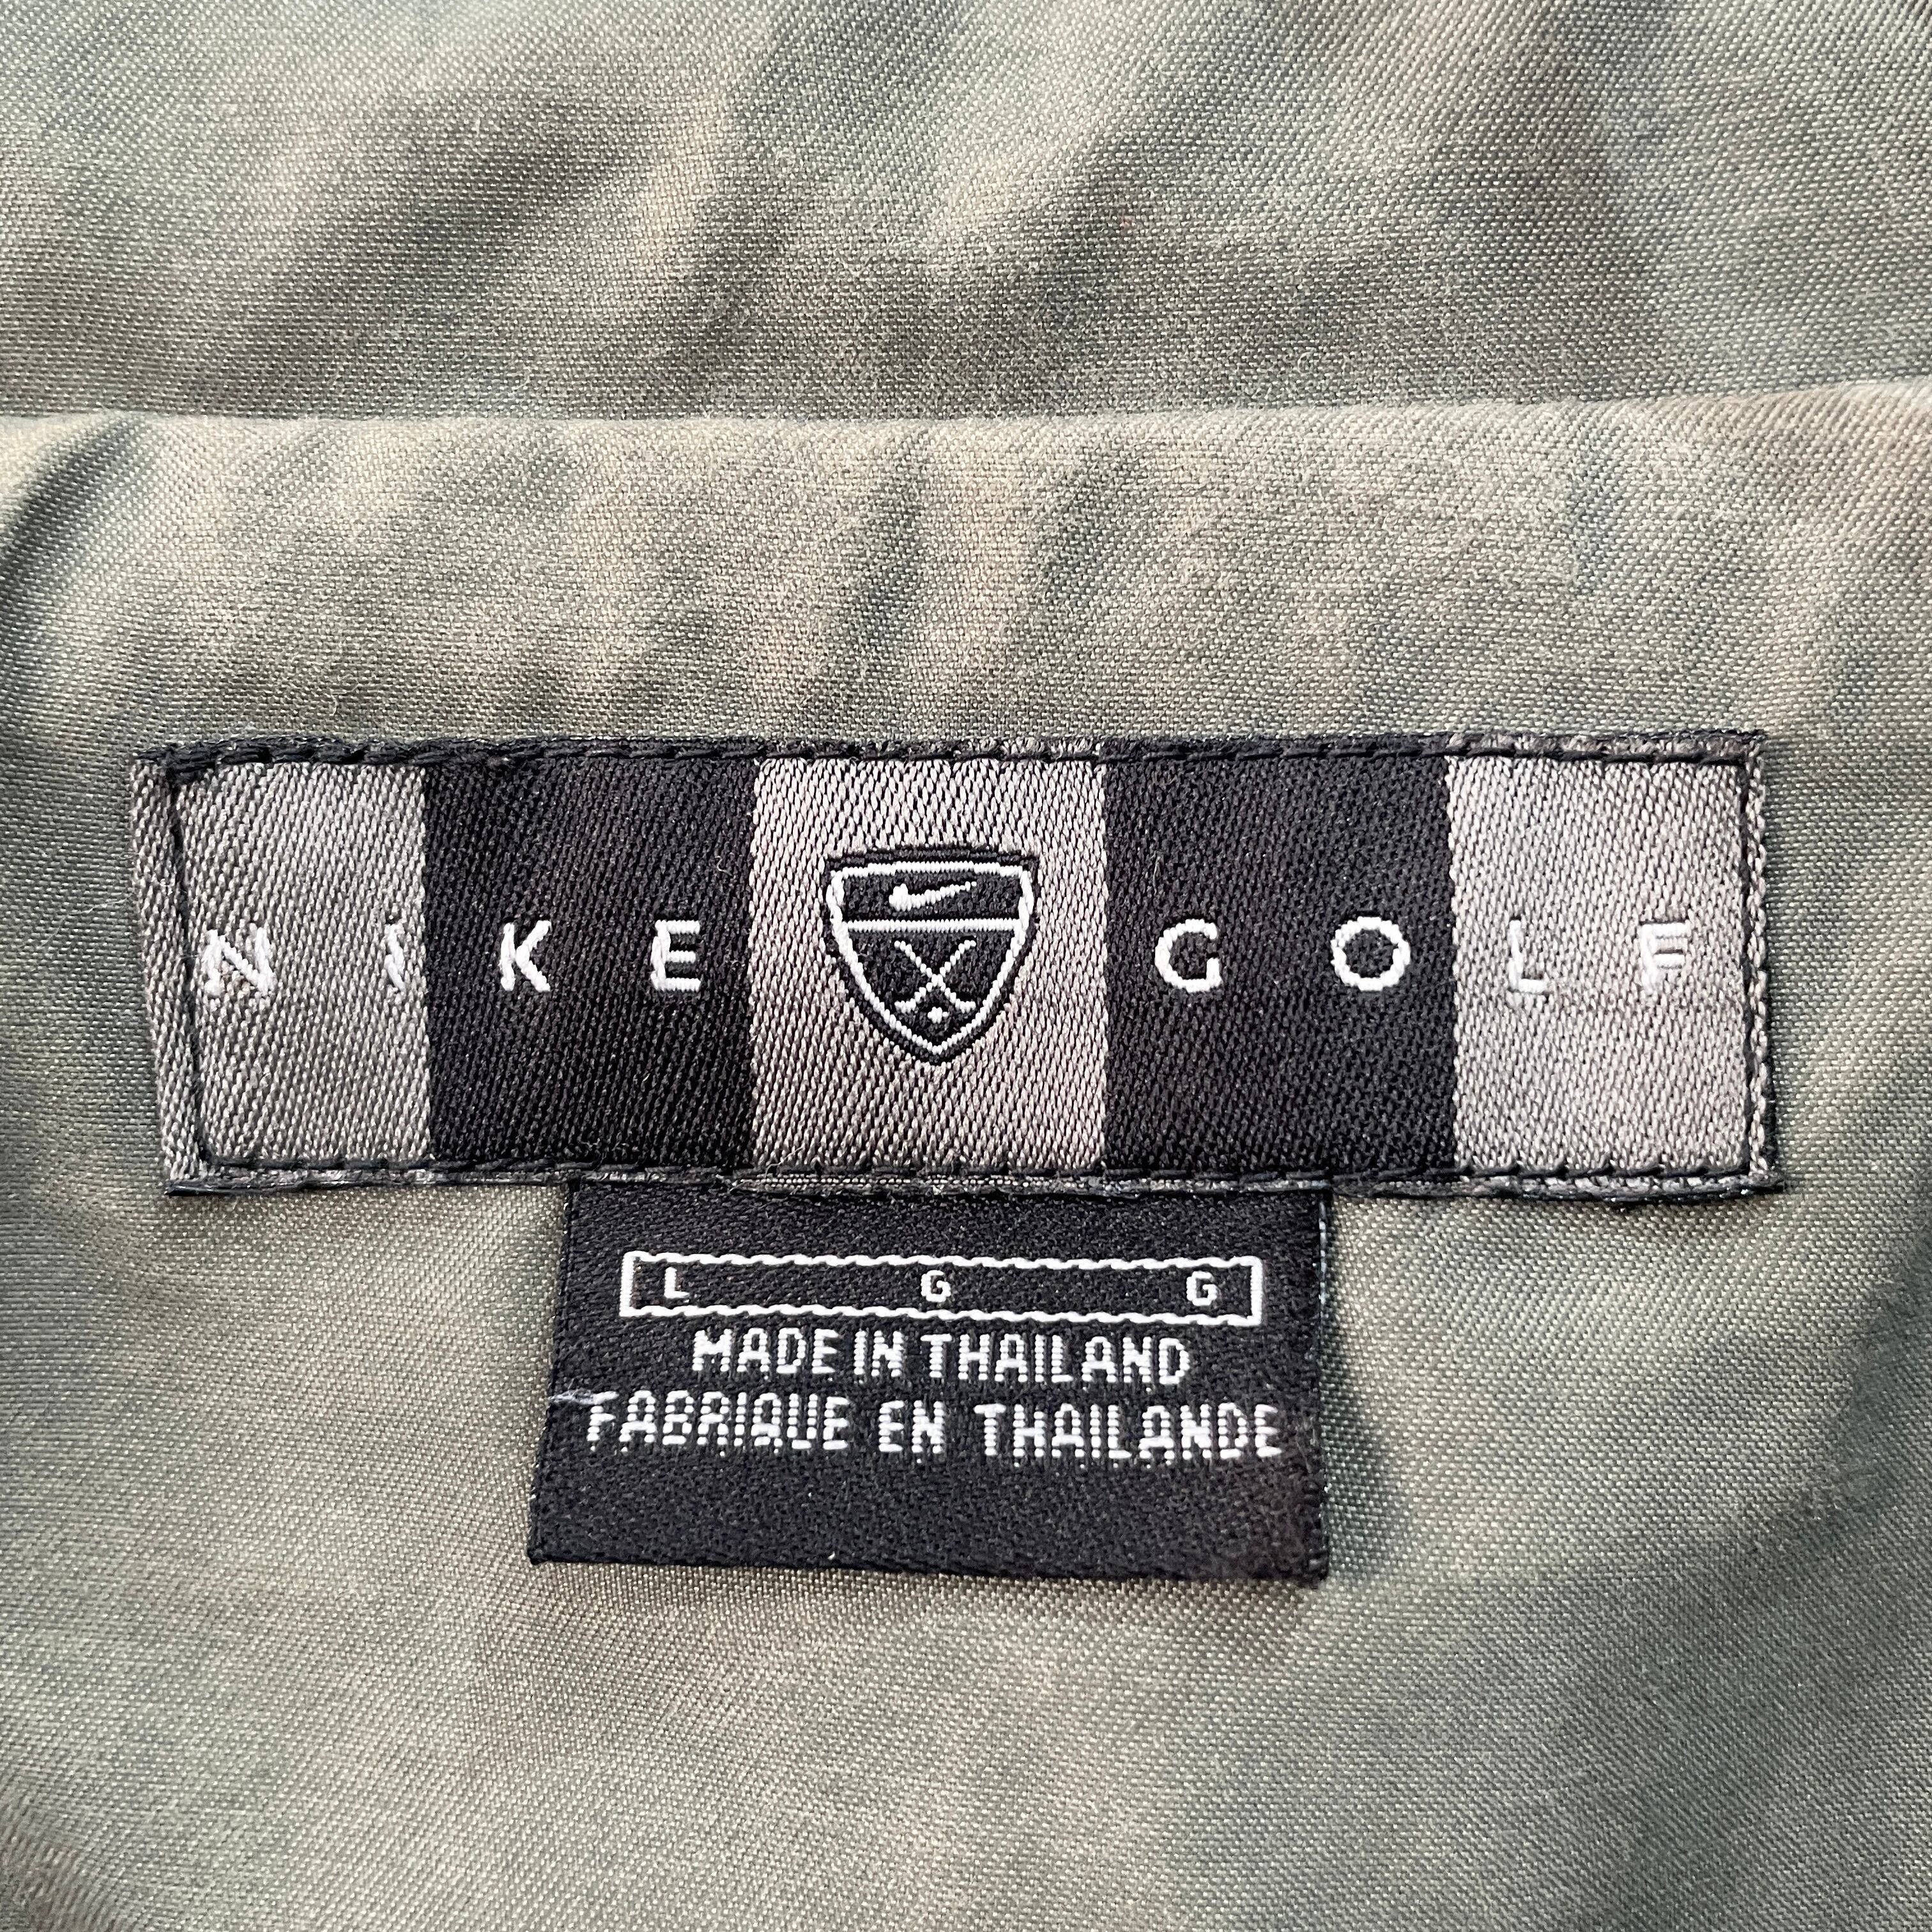 NIKE GOLF
L G G
MADE IN THAILAND
FABRIQUE EN THAILANDE